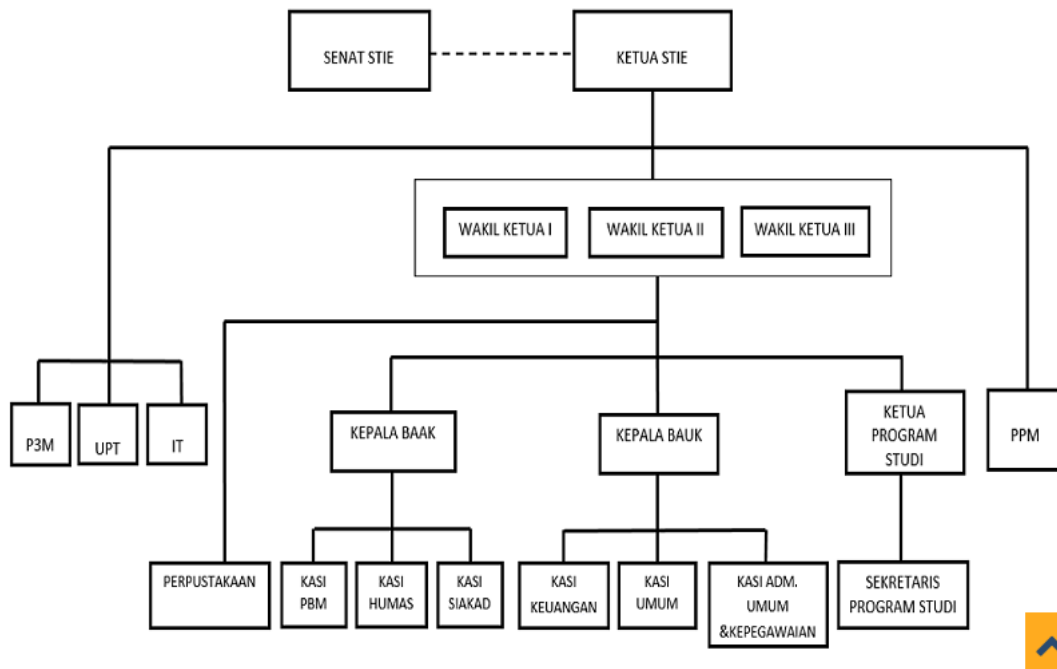 SENAT STIE
KETUA STIE
WAKIL KETUA I
WAKIL KETUA II
WAKIL KETUA III
P3M
UPT
IT
KEPALA BAAK
KEPALA BAUK
KETUA
PROGRAM
STUDI
PPM
PERPUSTAKAAN
KASI
PBM
KASI
HUMAS
KASI
SIAKAD
KASI
KEUANGAN
KASI
UMUM
KASI ADM.
UMUM
&KEPEGAWAIAN
SEKRETARIS
PROGRAM STUDI